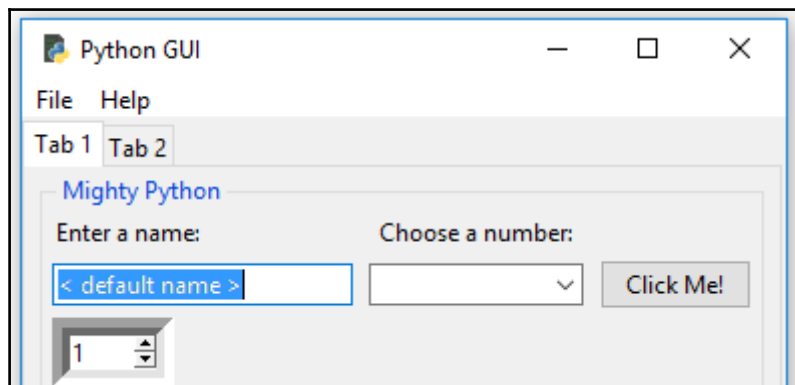 Python GUI
File Help
Tab 1 Tab 2
Mighty Python
Enter a name: Choose a number:
< default name > Click Me!
1